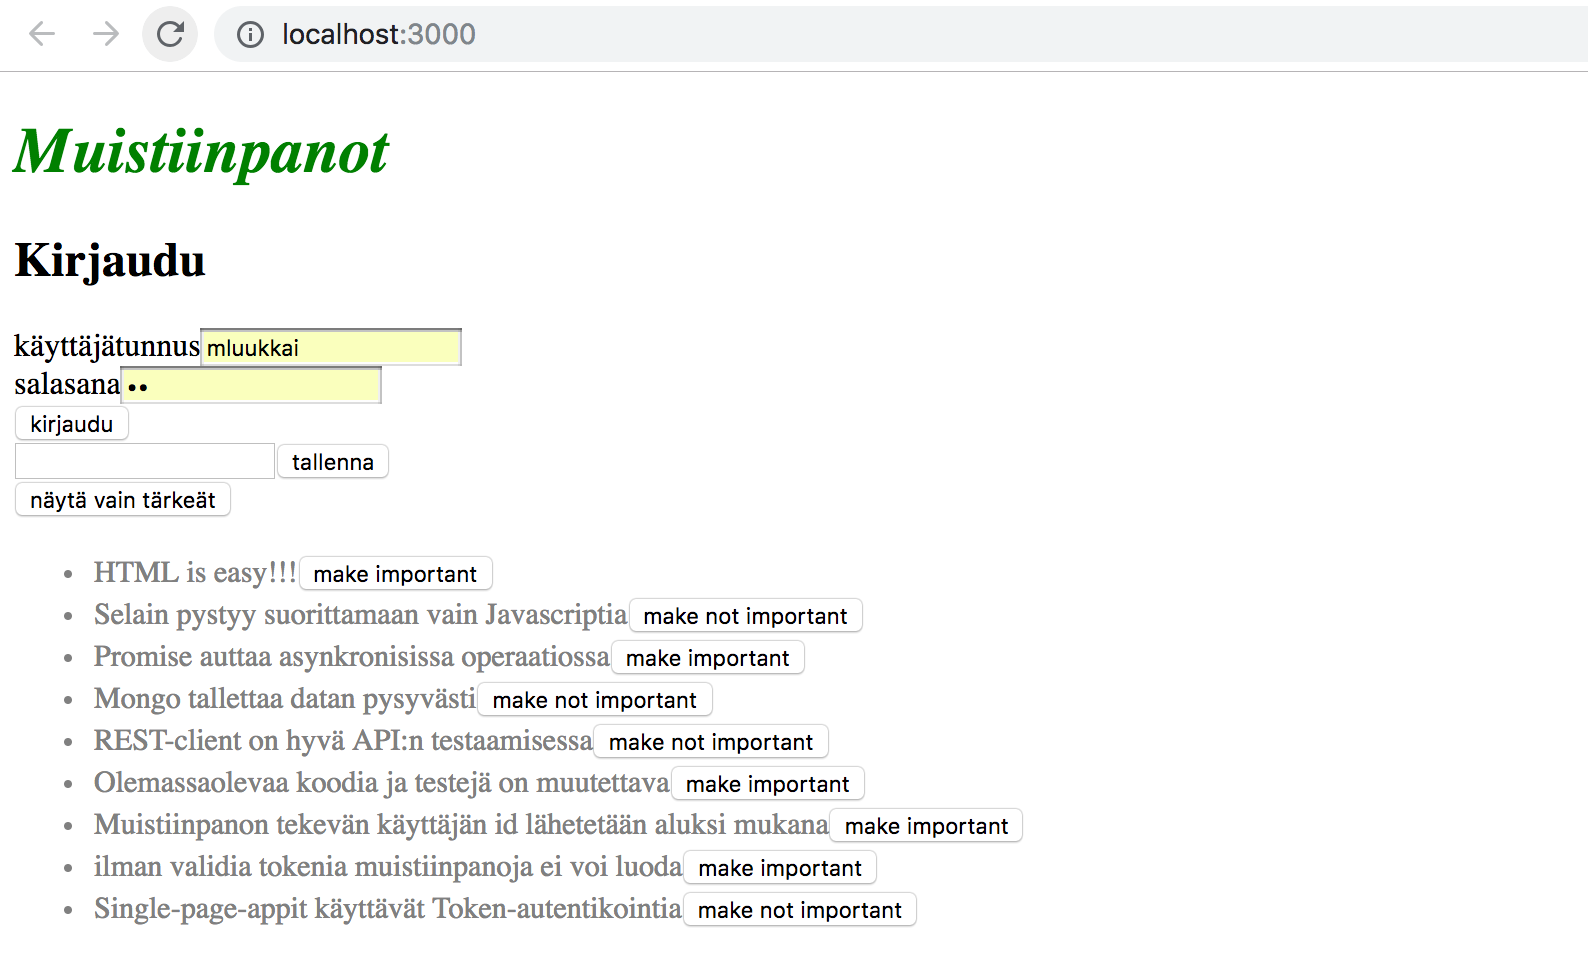 localhost:3000
Muistiinpanot
Kirjaudu
käyttäjätunnus mluukkai
salasana ••
kirjaudu
tallenna
näytä vain tärkeät
• HTML is easy!!! make important
• Selain pystyy suorittamaan vain Javascriptia make not important
• Promise auttaa asynkronisissa operaatiossa make important
• Mongo tallettaa datan pysyvästi make not important
• REST-client on hyvä API:n testaamisessa make not important
• Olemassaolevaa koodia ja testejä on muutettava make important
• Muistiinpanon tekevän käyttäjän id lähetetään aluksi mukana make important
• ilman validia tokenia muistiinpanoja ei voi luoda make important
• Single-page-appit käyttävät Token-autentikointia make not important